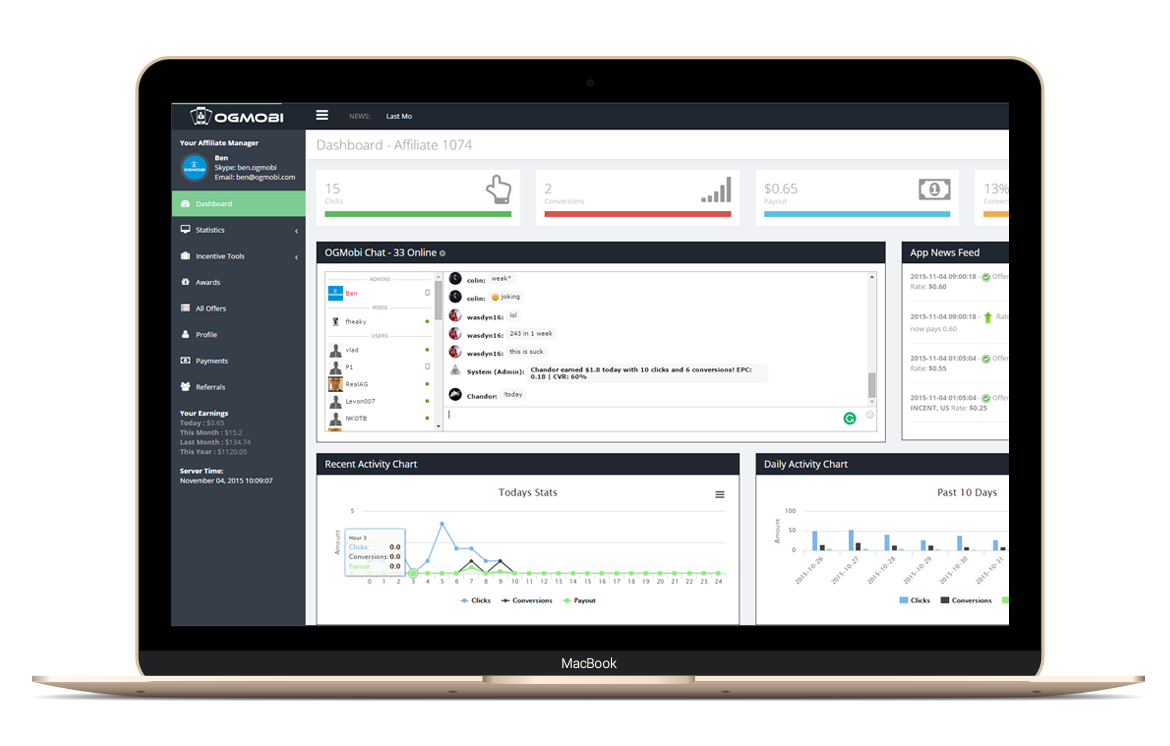 OGMOBI
NEWS: Last Mo
Your Affiliate Manager
Ben
Skype: ben.ogmobi
Email: ben@ogmobi.com
Dashboard
Statistics
Incentive Tools
Awards
All Offers
Profile
Payments
Referrals
Your Earnings
Today : $0.65
This Month : $15.2
Last Month : $134.74
This Year : $1120.05
Server Time:
November 04, 2015 10:09:07
Dashboard - Affiliate 1074
15
Clicks
2
Conversions
$0.65
Payout
13%
Convers
OGMobi Chat - 33 Online
ADMINS
Ben
MODS
fheaky
USERS
vlad
P1
RealAG
Levon007
NKOTB
colin: weak*
colin: joking
wasdyn16: lol
wasdyn16: 243 in 1 week
wasdyn16: this is suck
System (Admin): Chandor earned $1.8 today with 10 clicks and 6 conversions! EPC:
0.18 | CVR: 60%
Chandor: !today
App News Feed
2015-11-04 09:00:18 - Offer
Rate: $0.60
2015-11-04 09:00:18 - Rate
now pays 0.60
2015-11-04 01:05:04 - Offer
Rate: $0.55
2015-11-04 01:05:04 - Offer
INCENT, US Rate: $0.25
Recent Activity Chart
Todays Stats
Amount
5
Hour 3
Clicks: 0.0
Conversions: 0.0
Payout: 0.0
0 1 2 3 4 5 6 7 8 9 10 11 12 13 14 15 16 17 18 19 20 21 22 23 24
Clicks Conversions Payout
Daily Activity Chart
Past 10 Days
Amount
100
50
0
2015-10-26 2015-10-27 2015-10-28 2015-10-29 2015-10-30 2015-10-31
Clicks Conversions
MacBook